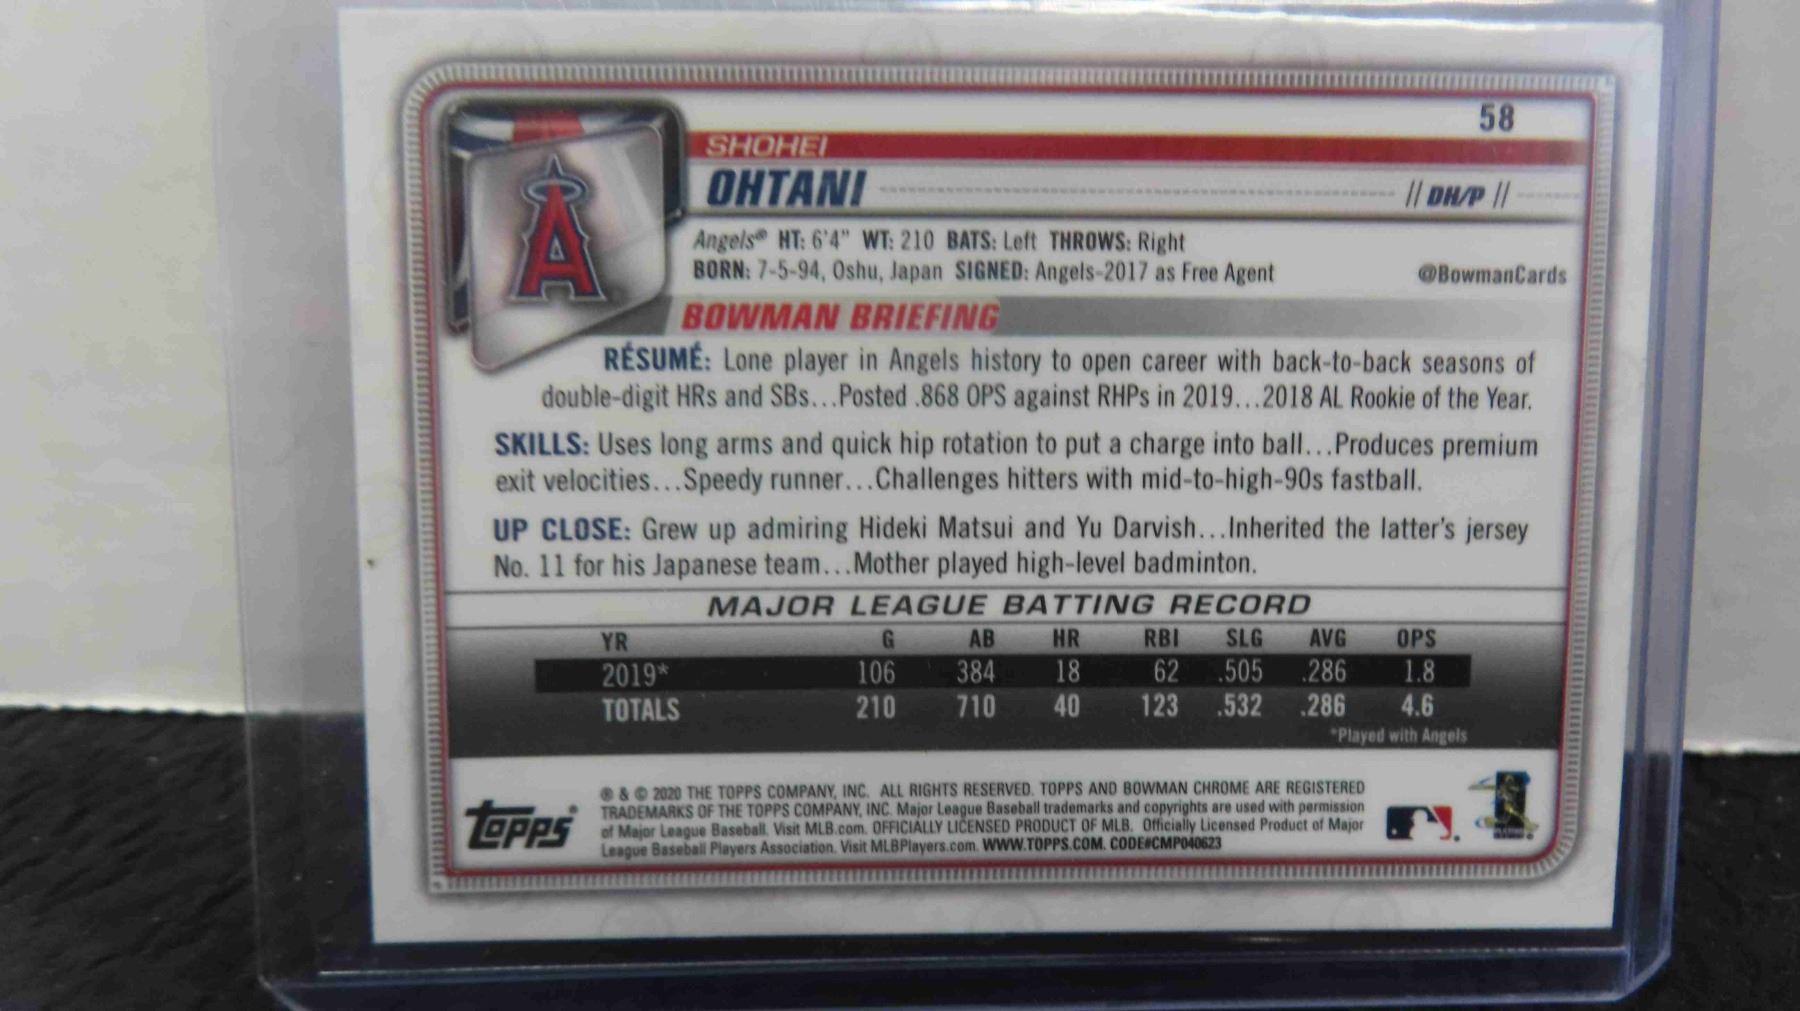 58
SHOHEI
OHTANI // DH/P //
Angels® HT: 6'4" WT: 210 BATS: Left THROWS: Right
BORN: 7-5-94, Oshu, Japan SIGNED: Angels-2017 as Free Agent @BowmanCards
A
BOWMAN BRIEFING
RÉSUMÉ: Lone player in Angels history to open career with back-to-back seasons of
double-digit HRs and SBs...Posted .868 OPS against RHPs in 2019...2018 AL Rookie of the Year.
SKILLS: Uses long arms and quick hip rotation to put a charge into ball...Produces premium
exit velocities...Speedy runner...Challenges hitters with mid-to-high-90s fastball.
UP CLOSE: Grew up admiring Hideki Matsui and Yu Darvish...Inherited the latter's jersey
No. 11 for his Japanese team...Mother played high-level badminton.
MAJOR LEAGUE BATTING RECORD
YR G AB HR RBI SLG AVG OPS
2019* 106 384 18 62 .505 .286 1.8
TOTALS 210 710 40 123 .532 .286 4.6
*Played with Angels
Topps®
® & © 2020 THE TOPPS COMPANY, INC. ALL RIGHTS RESERVED. TOPPS AND BOWMAN CHROME ARE REGISTERED
TRADEMARKS OF THE TOPPS COMPANY, INC. Major League Baseball trademarks and copyrights are used with permission
of Major League Baseball. Visit MLB.com. OFFICIALLY LICENSED PRODUCT OF MLB. Officially Licensed Product of Major
League Baseball Players Association. Visit MLBPlayers.com. WWW.TOPPS.COM. CODE#CMP040623